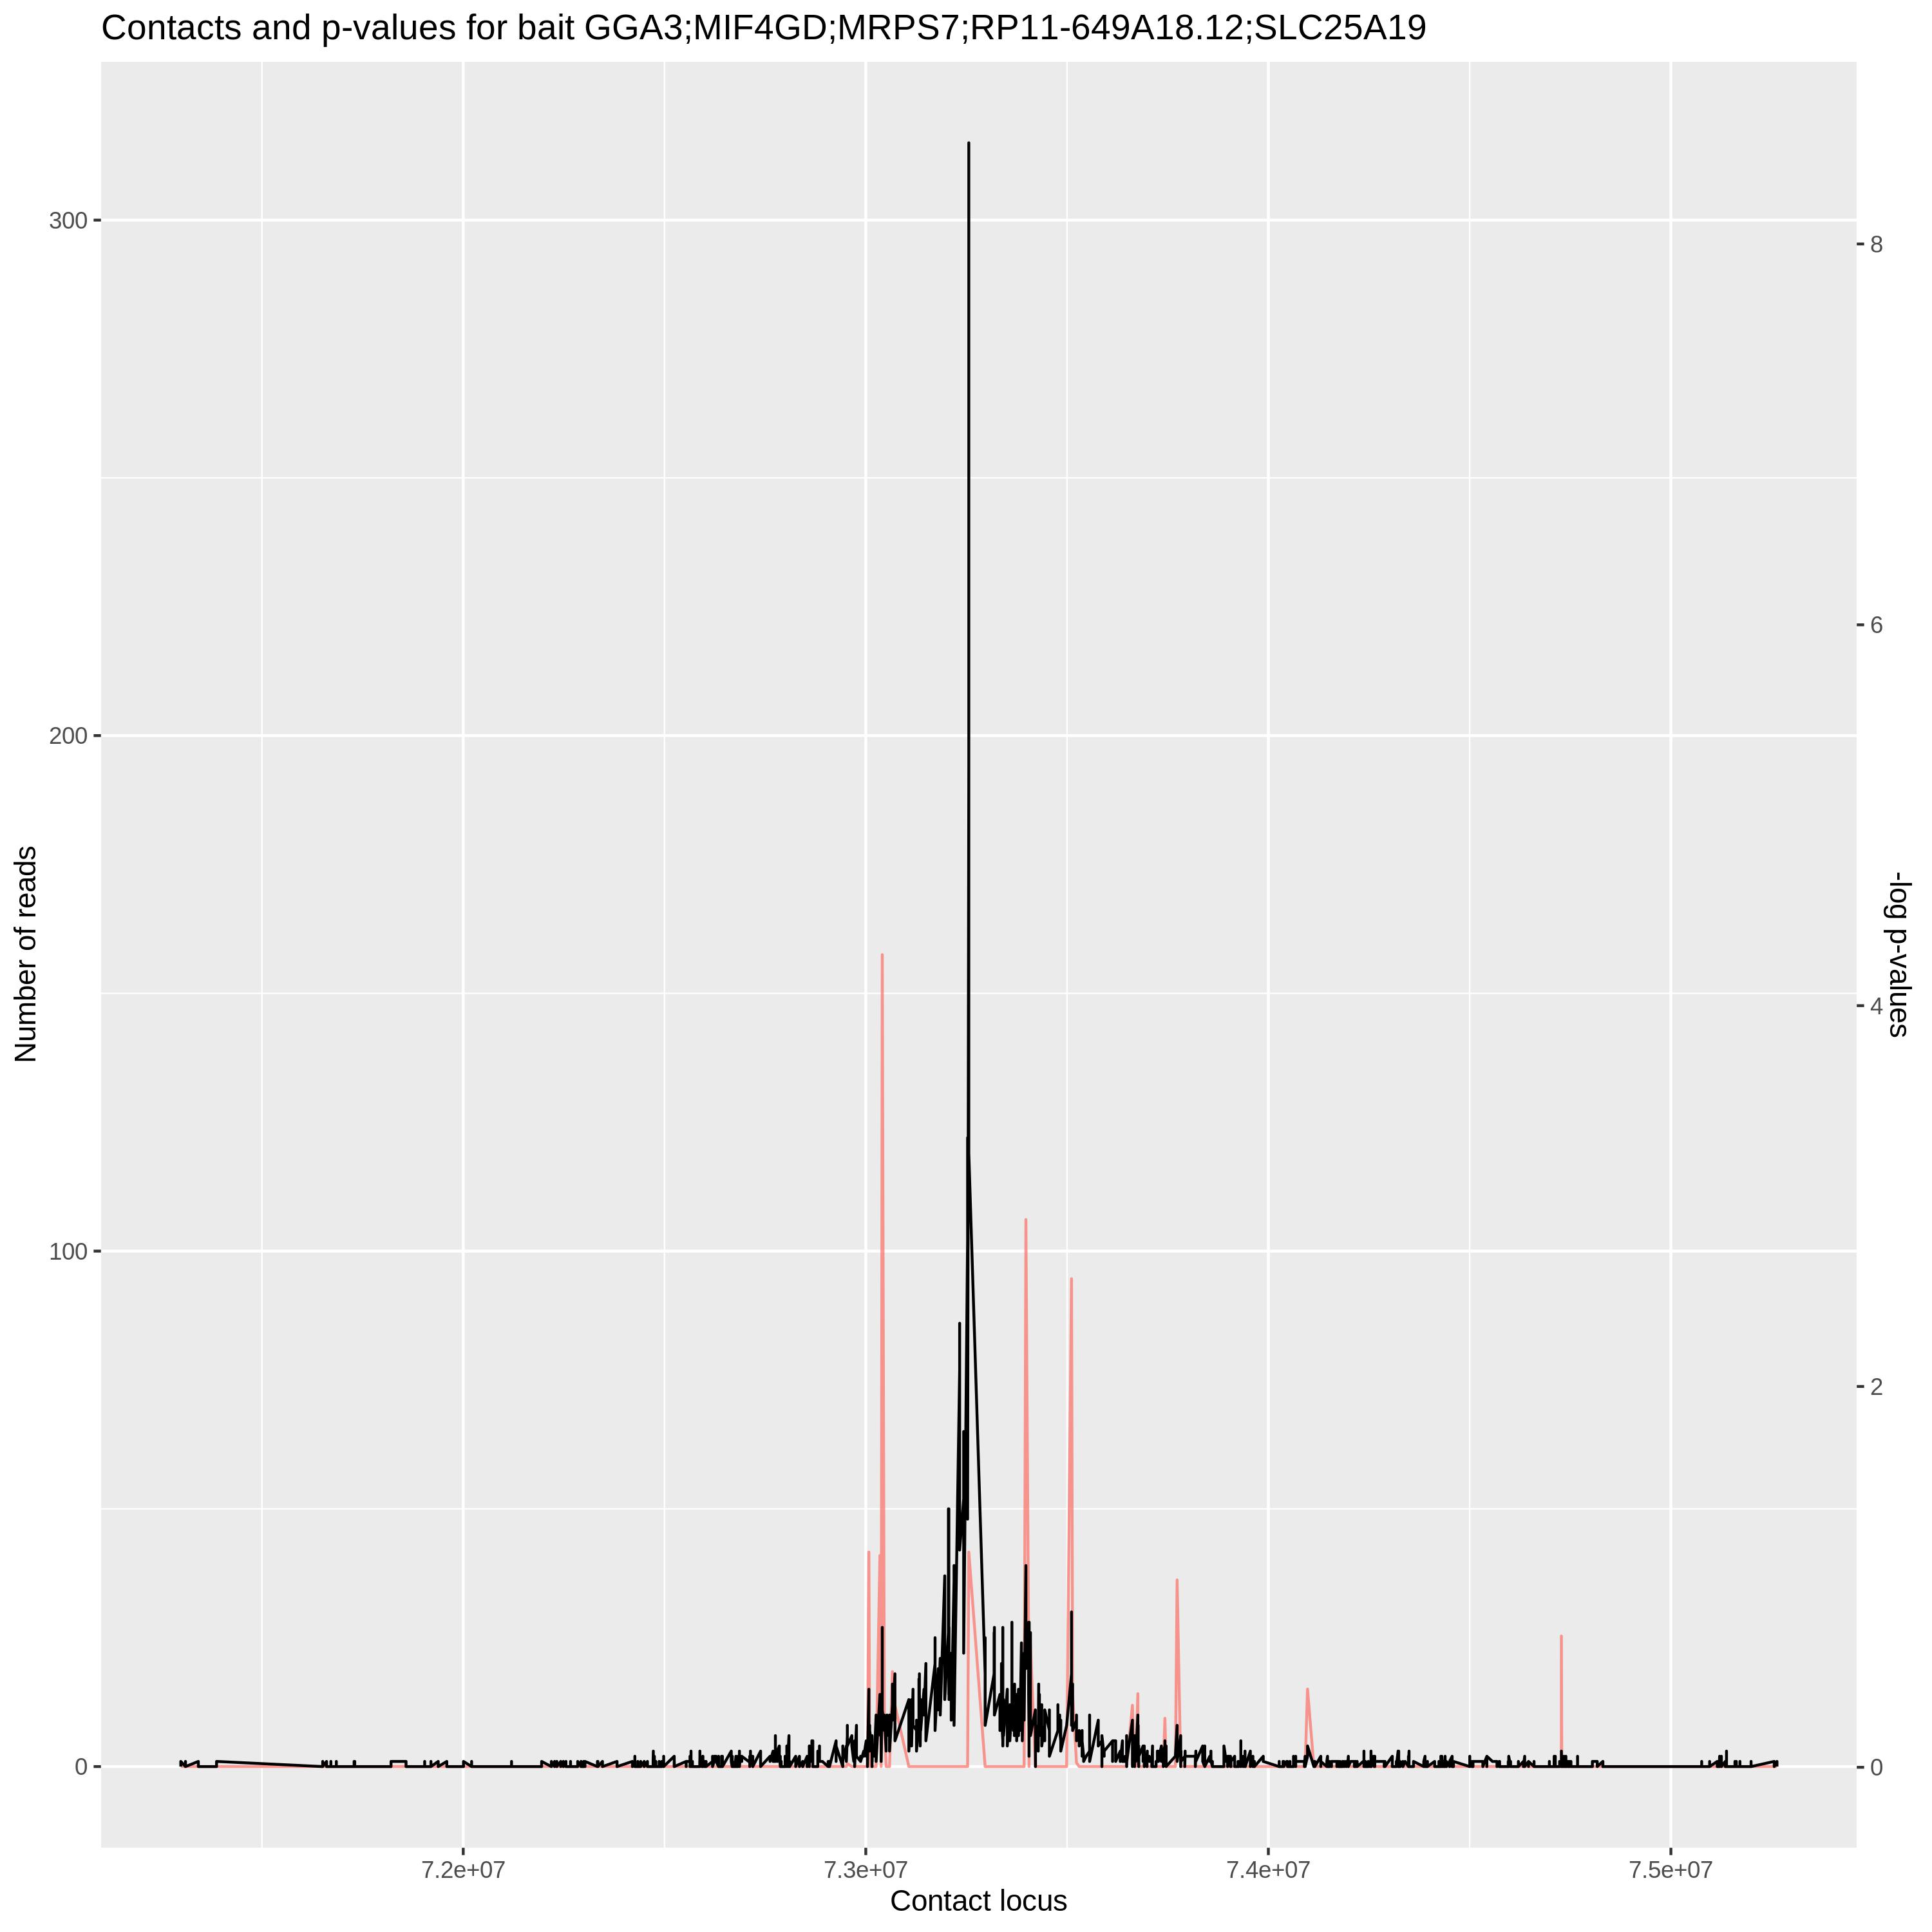 Contacts and p-values for bait GGA3;MIF4GD;MRPS7;RP11-649A18.12;SLC25A19
300
200
100
0
Number of reads
8
6
4
2
0
-log p-values
7.2e+07
7.3e+07
7.4e+07
7.5e+07
Contact locus